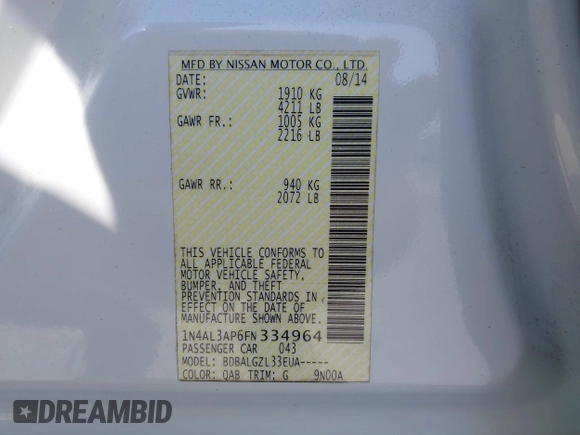 MFD BY NISSAN MOTOR CO., LTD.
DATE: 08/14
GVWR: 1910 KG
4211 LB
GAWR FR.: 1005 KG
2216 LB
GAWR RR.: 940 KG
2072 LB
THIS VEHICLE CONFORMS TO
ALL APPLICABLE FEDERAL
MOTOR VEHICLE SAFETY,
BUMPER, AND THEFT
PREVENTION STANDARDS IN
EFFECT ON THE DATE OF
MANUFACTURE SHOWN ABOVE.
1N4AL3AP6FN334964
PASSENGER CAR 043
MODEL: BDBALGZL33EUA-----
COLOR: QAB TRIM: G 9N00A
DREAMBID